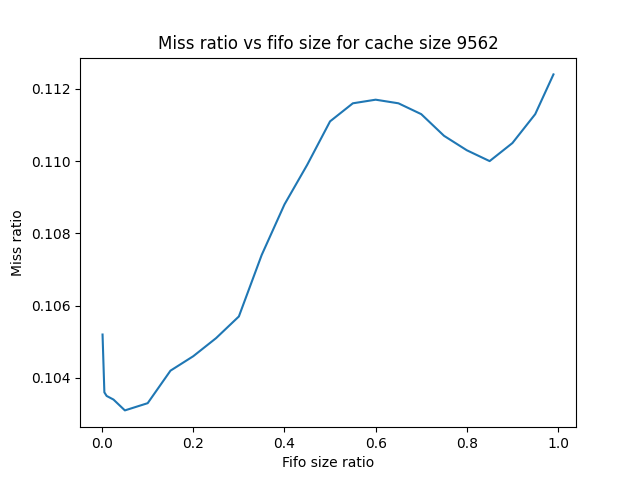 Miss ratio vs fifo size for cache size 9562
0.112
0.110
0.108
0.106
0.104
Miss ratio
0.0 0.2 0.4 0.6 0.8 1.0
Fifo size ratio